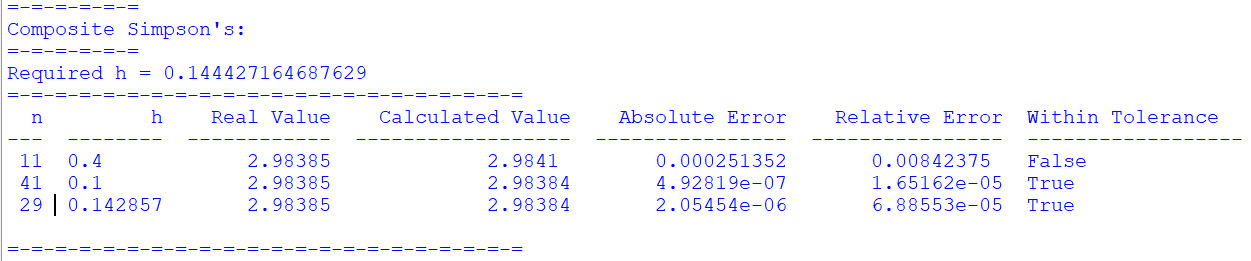 =-=-=-=-=-=
Composite Simpson's:
=-=-=-=-=-=
Required h = 0.144427164687629
=-=-=-=-=-=-=-=-=-=-=-=-=-=-=-=-=-=-=-=-=-=
n h Real Value Calculated Value Absolute Error Relative Error Within Tolerance
--- -------- ------------ ------------------ ---------------- ---------------- ------------------
11 0.4 2.98385 2.9841 0.000251352 0.00842375 False
41 0.1 2.98385 2.98384 4.92819e-07 1.65162e-05 True
29 0.142857 2.98385 2.98384 2.05454e-06 6.88553e-05 True
=-=-=-=-=-=-=-=-=-=-=-=-=-=-=-=-=-=-=-=-=-=